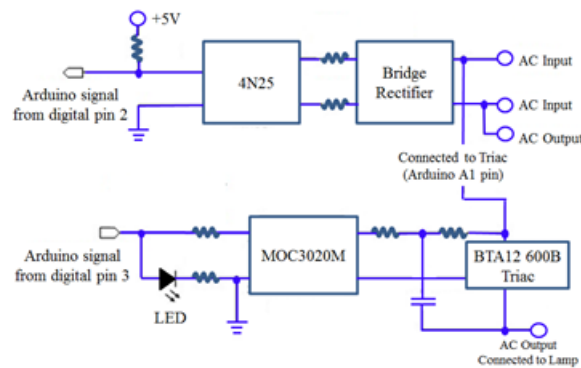 +5V
4N25
Bridge
Rectifier
AC Input
AC Input
AC Output
Arduino signal
from digital pin 2
Connected to Triac
(Arduino A1 pin)
Arduino signal
from digital pin 3
LED
MOC3020M
BTA12 600B
Triac
AC Output
Connected to Lamp